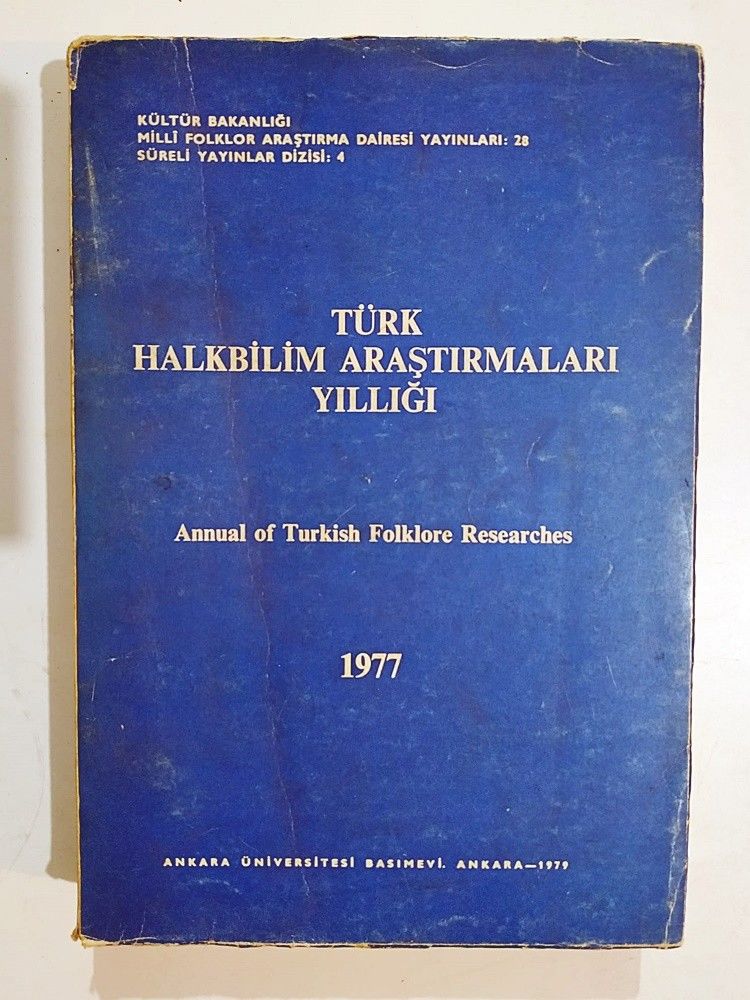 KÜLTÜR BAKANLIĞI
MİLLÎ FOLKLOR ARAŞTIRMA DAİRESİ YAYINLARI: 28
SÜRELİ YAYINLAR DİZİSİ: 4
TÜRK
HALKBİLİM ARAŞTIRMALARI
YILLIĞI
Annual of Turkish Folklore Researches
1977
ANKARA ÜNİVERSİTESİ BASIMEVİ. ANKARA—1979